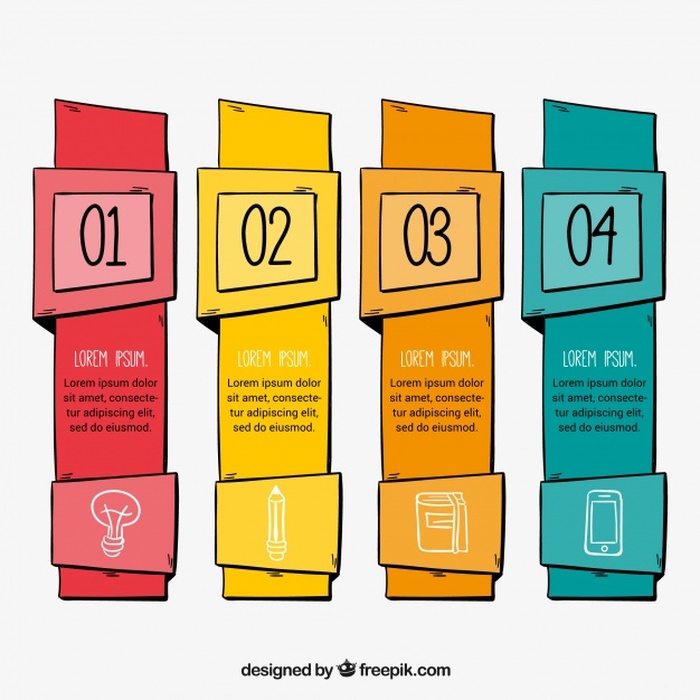 01
LOREM IPSUM.
Lorem ipsum dolor
sit amet, consecte-
tur adipiscing elit,
sed do eiusmod.
02
LOREM IPSUM.
Lorem ipsum dolor
sit amet, consecte-
tur adipiscing elit,
sed do eiusmod.
03
LOREM IPSUM.
Lorem ipsum dolor
sit amet, consecte-
tur adipiscing elit,
sed do eiusmod.
04
LOREM IPSUM.
Lorem ipsum dolor
sit amet, consecte-
tur adipiscing elit,
sed do eiusmod.
designed by freepik.com